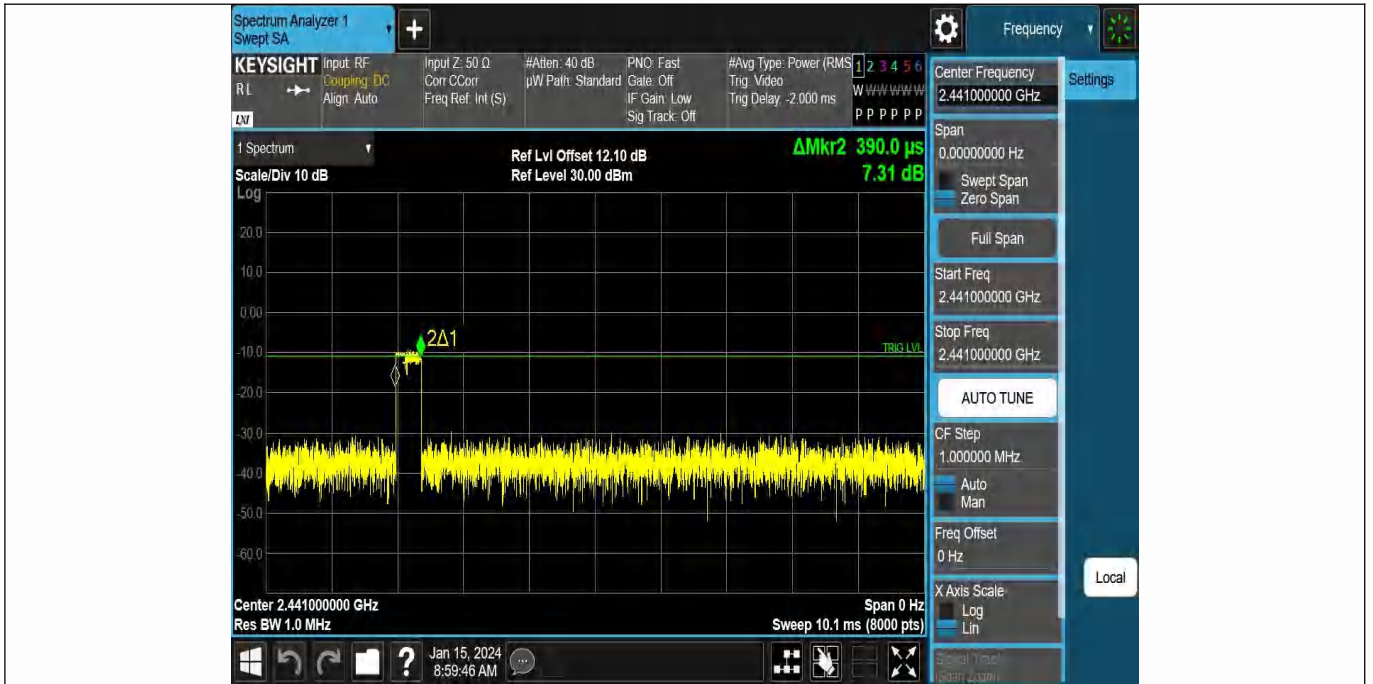 Spectrum Analyzer 1
Swept SA
Frequency
KEYSIGHT
R L
LXI
Input: RF
Coupling: DC
Align: Auto
Input Z: 50 Ω
Corr CCorr
Freq Ref: Int (S)
#Atten: 40 dB
µW Path: Standard
PNO: Fast
Gate: Off
IF Gain: Low
Sig Track: Off
#Avg Type: Power (RMS
Trig: Video
Trig Delay: -2.000 ms
1 2 3 4 5 6
W W W W W W
P P P P P P
1 Spectrum
Scale/Div 10 dB
Ref Lvl Offset 12.10 dB
Ref Level 30.00 dBm
ΔMkr2 390.0 µs
7.31 dB
Log
20.0
10.0
0.00
-10.0
-20.0
-30.0
-40.0
-50.0
-60.0
2Δ1
TRIG LVL
Center 2.441000000 GHz
Res BW 1.0 MHz
Span 0 Hz
Sweep 10.1 ms (8000 pts)
Jan 15, 2024
8:59:46 AM
Center Frequency
2.441000000 GHz
Settings
Span
0.00000000 Hz
Swept Span
Zero Span
Full Span
Start Freq
2.441000000 GHz
Stop Freq
2.441000000 GHz
AUTO TUNE
CF Step
1.000000 MHz
Auto
Man
Freq Offset
0 Hz
X Axis Scale
Log
Lin
Signal Track
(Span Zoom)
Local